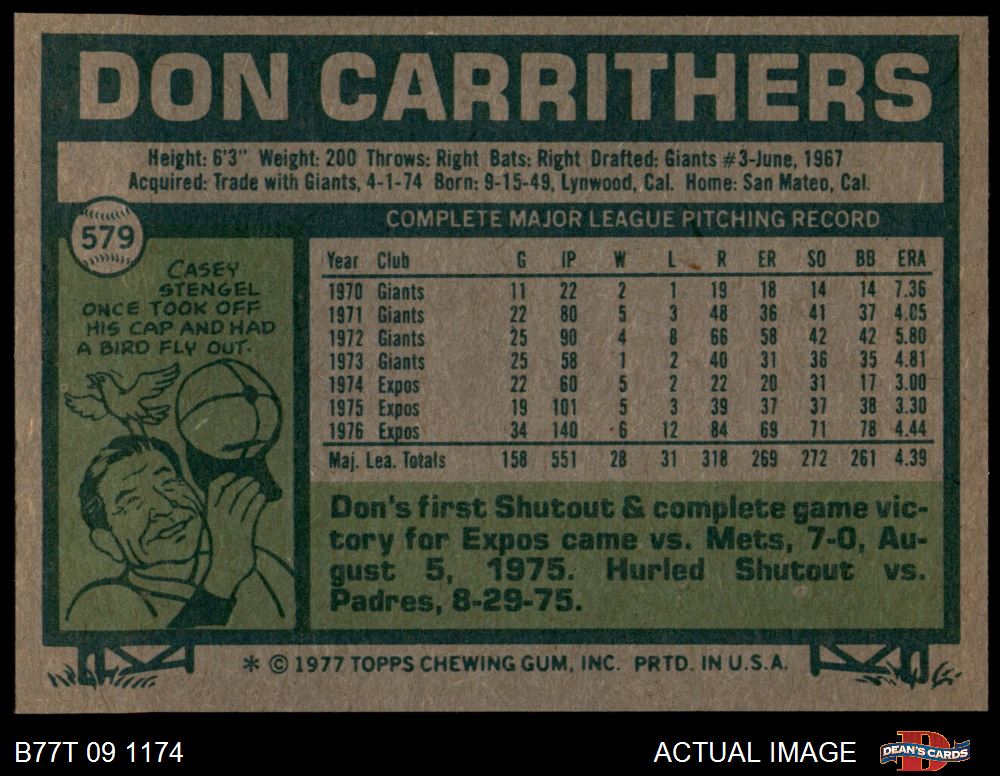 DON CARRITHERS
Height: 6'3" Weight: 200 Throws: Right Bats: Right Drafted: Giants #3-June, 1967
Acquired: Trade with Giants, 4-1-74 Born: 9-15-49, Lynwood, Cal. Home: San Mateo, Cal.
579
COMPLETE MAJOR LEAGUE PITCHING RECORD
CASEY
STENGEL
ONCE TOOK OFF
HIS CAP AND HAD
A BIRD FLY OUT.
Year Club G IP W L R ER SO BB ERA
1970 Giants 11 22 2 1 19 18 14 14 7.36
1971 Giants 22 80 5 3 48 36 41 37 4.05
1972 Giants 25 90 4 8 66 58 42 42 5.80
1973 Giants 25 58 1 2 40 31 36 35 4.81
1974 Expos 22 60 5 2 22 20 31 17 3.00
1975 Expos 19 101 5 3 39 37 37 38 3.30
1976 Expos 34 140 6 12 84 69 71 78 4.44
Maj. Lea. Totals 158 551 28 31 318 269 272 261 4.39
Don's first Shutout & complete game vic-
tory for Expos came vs. Mets, 7-0, Au-
gust 5, 1975. Hurled Shutout vs.
Padres, 8-29-75.
* © 1977 TOPPS CHEWING GUM, INC. PRTD. IN U.S.A.
B77T 09 1174
ACTUAL IMAGE
DEAN'S CARDS